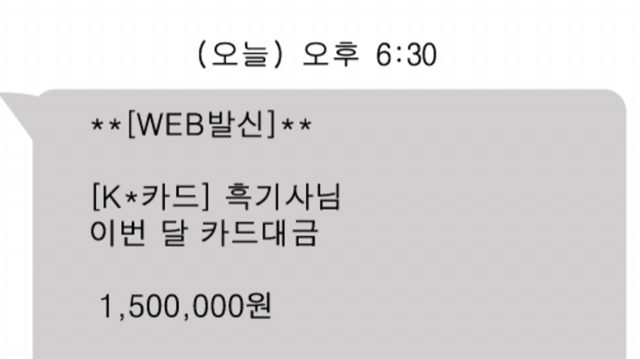 (오늘) 오후 6:30
**[WEB발신]**
[K*카드] 흑기사님
이번 달 카드대금
1,500,000원